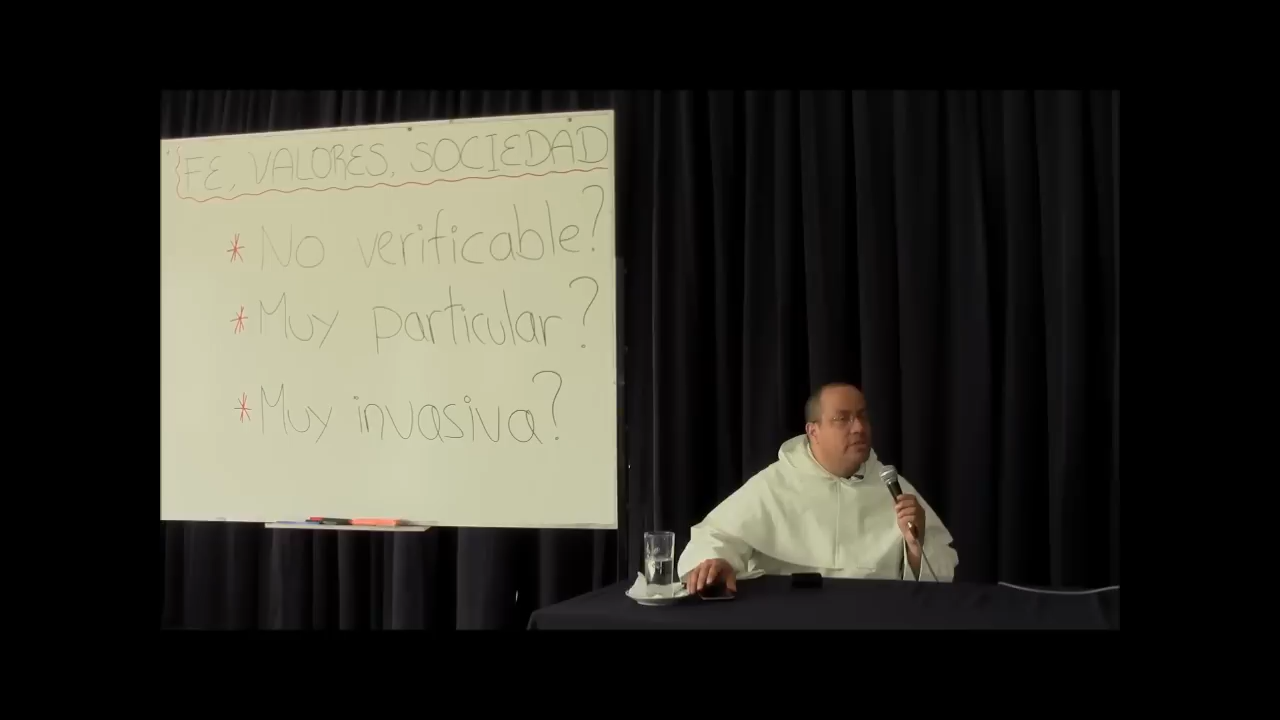 FE, VALORES, SOCIEDAD
* No verificable?
* Muy particular?
* Muy invasiva?